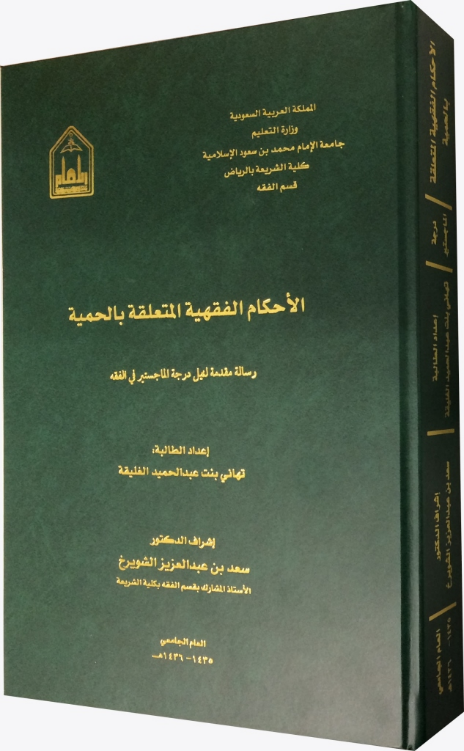 المملكة العربية السعودية
وزارة التعليم
جامعة الإمام محمد بن سعود الإسلامية
كلية الشريعة بالرياض
قسم الفقه
الأحكام الفقهية المتعلقة بالحمية
رسالة مقدمة لنيل درجة الماجستير في الفقه
إعداد الطالبة:
تهاني بنت عبدالحميد الغليقة
إشراف الدكتور
سعد بن عبدالعزيز الشويرخ
الأستاذ المشارك بقسم الفقه بكلية الشريعة
العام الجامعي
١٤٣٥-١٤٣٦هـ
الأحكام الفقهية المتعلقة
بالحمية
درجة
الماجستير
إعداد الطالبة
تهاني بنت عبدالحميد الغليقة
إشراف الدكتور
سعد بن عبدالعزيز الشويرخ
العام الجامعي
١٤٣٥-
١٤٣٦هـ